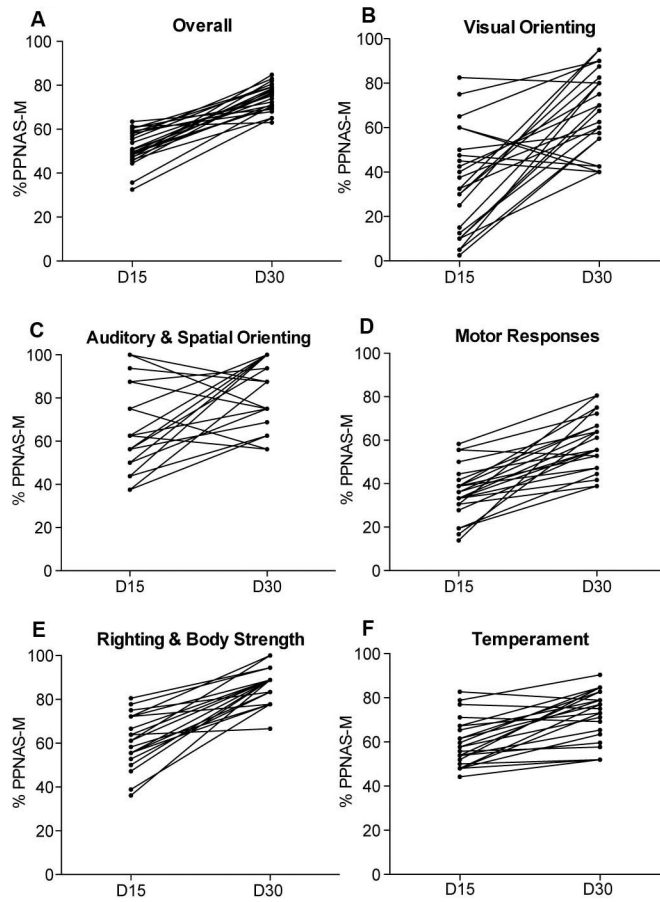 A
Overall
100
80
60
40
20
0
%PPNAS-M
D15 D30
B
Visual Orienting
100
80
60
40
20
0
% PPNAS-M
D15 D30
C
Auditory & Spatial Orienting
100
80
60
40
20
0
% PPNAS-M
D15 D30
D
Motor Responses
100
80
60
40
20
0
% PPNAS-M
D15 D30
E
Righting & Body Strength
100
80
60
40
20
0
% PPNAS-M
D15 D30
F
Temperament
100
80
60
40
20
0
% PPNAS-M
D15 D30